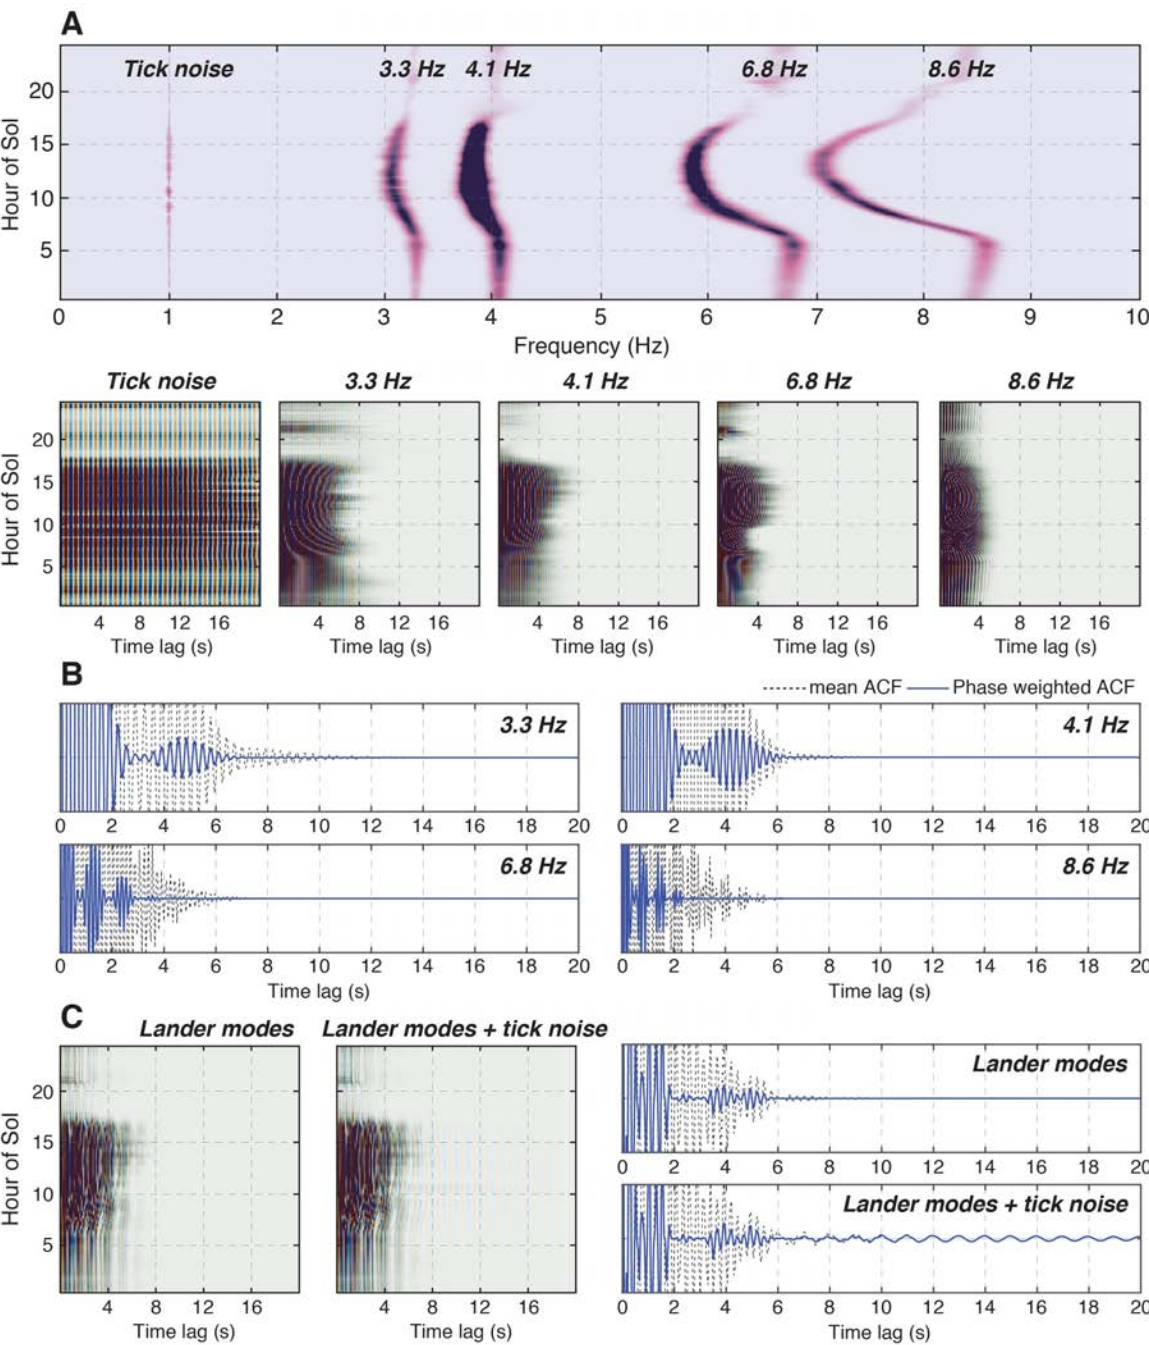 A
Tick noise 3.3 Hz 4.1 Hz 6.8 Hz 8.6 Hz
20
15
10
5
Hour of Sol
0 1 2 3 4 5 6 7 8 9 10
Frequency (Hz)
Tick noise 3.3 Hz 4.1 Hz 6.8 Hz 8.6 Hz
20
15
10
5
Hour of Sol
4 8 12 16 4 8 12 16 4 8 12 16 4 8 12 16 4 8 12 16
Time lag (s) Time lag (s) Time lag (s) Time lag (s) Time lag (s)
B
mean ACF Phase weighted ACF
3.3 Hz 4.1 Hz
0 2 4 6 8 10 12 14 16 18 20 0 2 4 6 8 10 12 14 16 18 20
6.8 Hz 8.6 Hz
0 2 4 6 8 10 12 14 16 18 20 0 2 4 6 8 10 12 14 16 18 20
Time lag (s) Time lag (s)
C
Lander modes Lander modes + tick noise
20
15
10
5
Hour of Sol
4 8 12 16 4 8 12 16
Time lag (s) Time lag (s)
Lander modes
0 2 4 6 8 10 12 14 16 18 20
Lander modes + tick noise
0 2 4 6 8 10 12 14 16 18 20
Time lag (s)